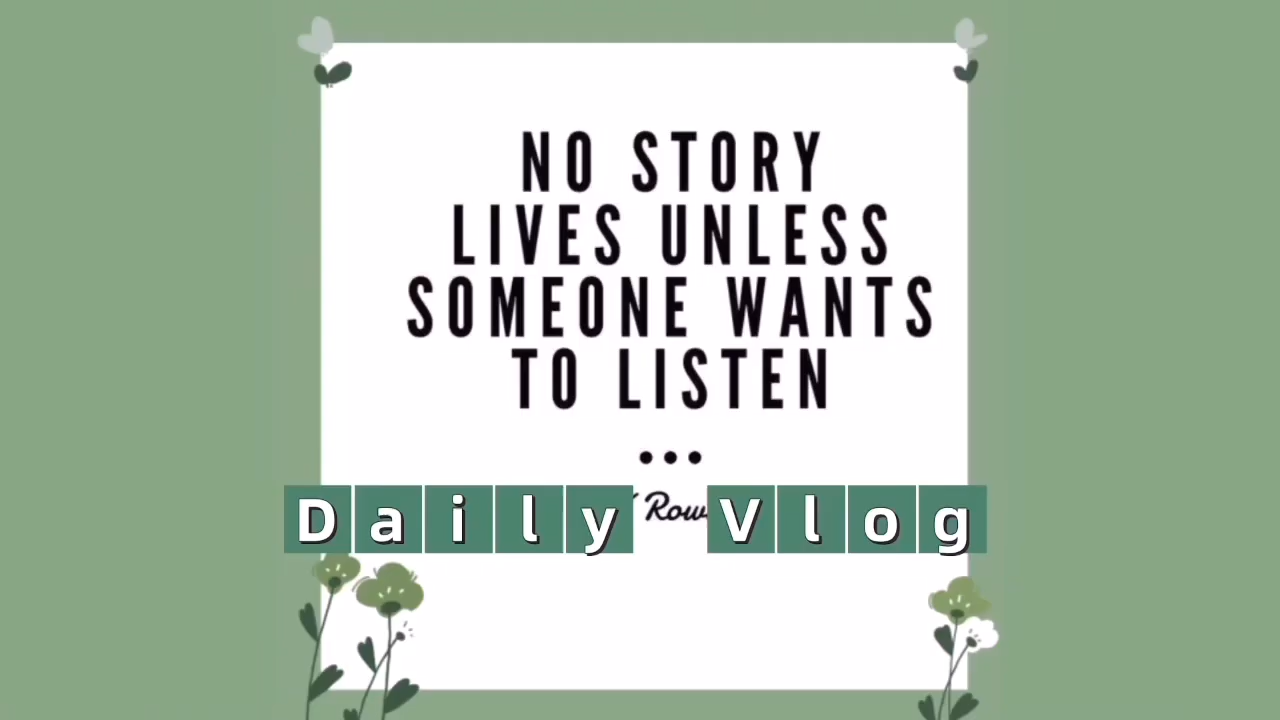 NO STORY
LIVES UNLESS
SOMEONE WANTS
TO LISTEN
...
Daily Vlog